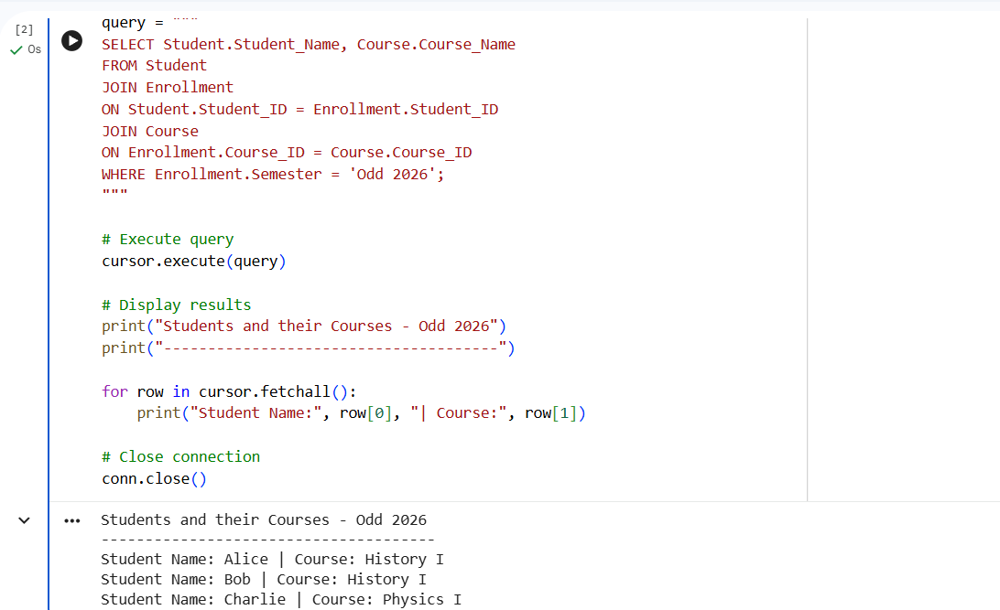 [2]
0s
query = """
SELECT Student.Student_Name, Course.Course_Name
FROM Student
JOIN Enrollment
ON Student.Student_ID = Enrollment.Student_ID
JOIN Course
ON Enrollment.Course_ID = Course.Course_ID
WHERE Enrollment.Semester = 'Odd 2026';
"""
# Execute query
cursor.execute(query)
# Display results
print("Students and their Courses - Odd 2026")
print("--------------------------------------")
for row in cursor.fetchall():
    print("Student Name:", row[0], "| Course:", row[1])
# Close connection
conn.close()
Students and their Courses - Odd 2026
--------------------------------------
Student Name: Alice | Course: History I
Student Name: Bob | Course: History I
Student Name: Charlie | Course: Physics I